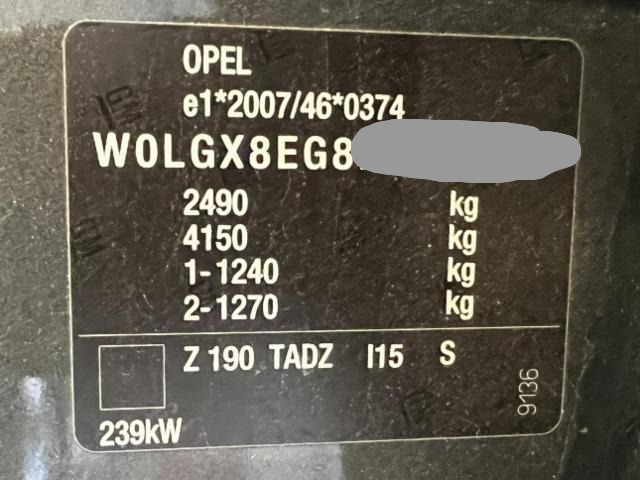 OPEL
e1*2007/46*0374
W0LGX8EG8
2490 kg
4150 kg
1-1240 kg
2-1270 kg
Z 190 TADZ I15 S
239kW
9136